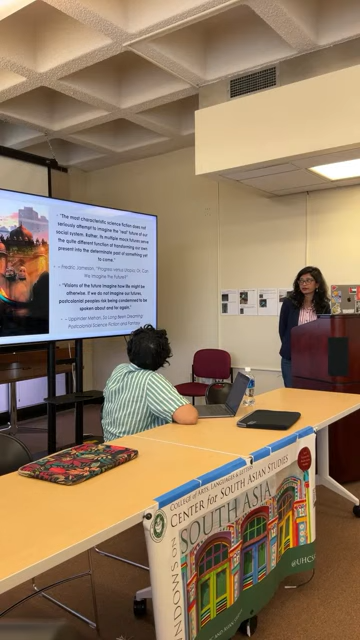 "The most characteristic science fiction does not
seriously attempt to imagine the "real" future of our
social system. Rather, its multiple mock futures serve
the quite different function of transforming our own
present into the determinate past of something yet
to come."
– Fredric Jameson, "Progress versus Utopia; Or, Can
We Imagine the Future?"
"Visions of the future imagine how life might be
otherwise. If we do not imagine our futures,
postcolonial peoples risk being condemned to be
spoken about and for again."
– Uppinder Mehan, So Long Been Dreaming:
Postcolonial Science Fiction and Fantasy
COLLEGE OF ARTS, LANGUAGES & LETTERS
CENTER FOR SOUTH ASIAN STUDIES
SOUTH ASIA
WINDOWS ON
@UHCSAS